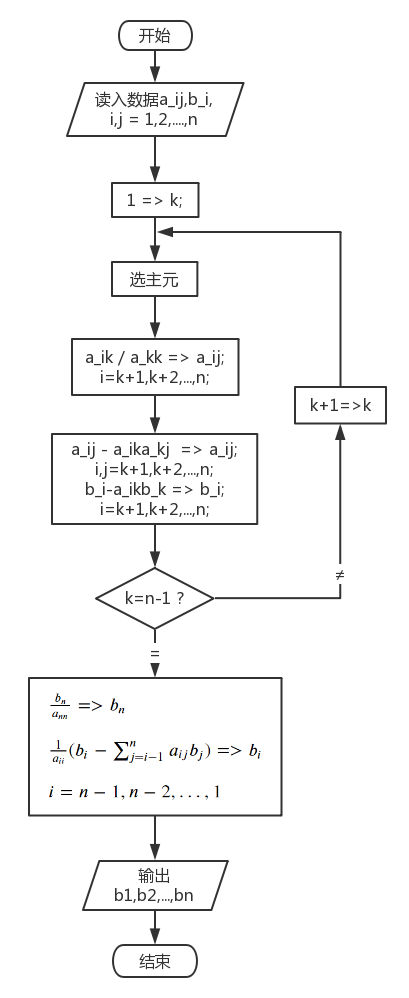 开始
读入数据a_ij,b_i,
i,j = 1,2,....,n
1 => k;
选主元
a_ik / a_kk => a_ij;
i=k+1,k+2,...,n;
k+1=>k
a_ij - a_ika_kj => a_ij;
i,j=k+1,k+2,...,n;
b_i-a_ikb_k => b_i;
i=k+1,k+2,...,n;
k=n-1 ?
≠
=
\frac{b_n}{a_{nn}} => b_n
\frac{1}{a_{ii}}(b_i − \sum_{j=i−1}^{n} a_{ij}b_j) => b_i
i = n − 1, n − 2, . . . , 1
输出
b1,b2,...,bn
结束